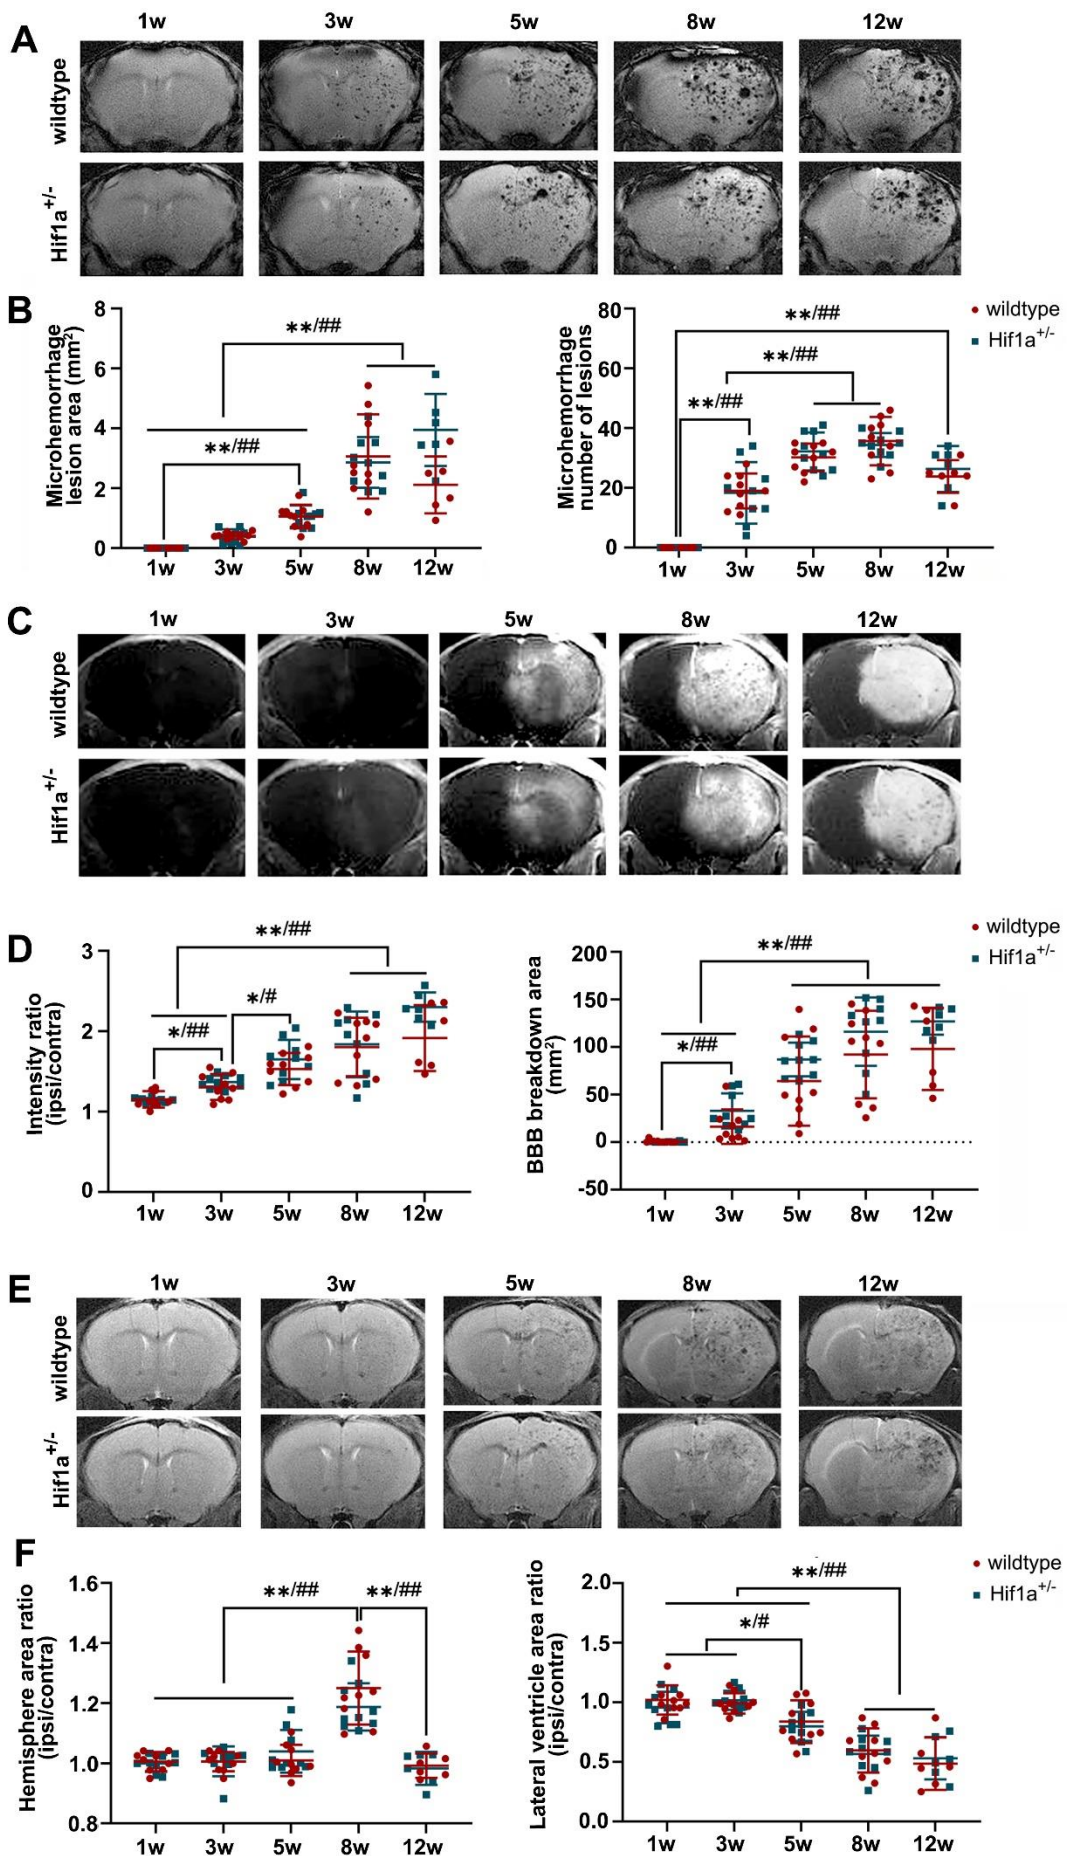 A
1w 3w 5w 8w 12w
wildtype
Hif1a+/-
B
Microhemorrhage
lesion area (mm²)
8
6
4
2
0
**/##
**/##
1w 3w 5w 8w 12w
Microhemorrhage
number of lesions
80
60
40
20
0
**/##
**/##
**/##
1w 3w 5w 8w 12w
wildtype
Hif1a+/-
C
1w 3w 5w 8w 12w
wildtype
Hif1a+/-
D
Intensity ratio
(ipsi/contra)
3
2
1
0
**/##
*/#
*/##
1w 3w 5w 8w 12w
BBB breakdown area
(mm²)
200
150
100
50
0
-50
**/##
*/##
1w 3w 5w 8w 12w
wildtype
Hif1a+/-
E
1w 3w 5w 8w 12w
wildtype
Hif1a+/-
F
Hemisphere area ratio
(ipsi/contra)
1.6
1.4
1.2
1.0
0.8
**/## **/##
1w 3w 5w 8w 12w
Lateral ventricle area ratio
(ipsi/contra)
2.0
1.5
1.0
0.5
0.0
**/##
*/#
1w 3w 5w 8w 12w
wildtype
Hif1a+/-